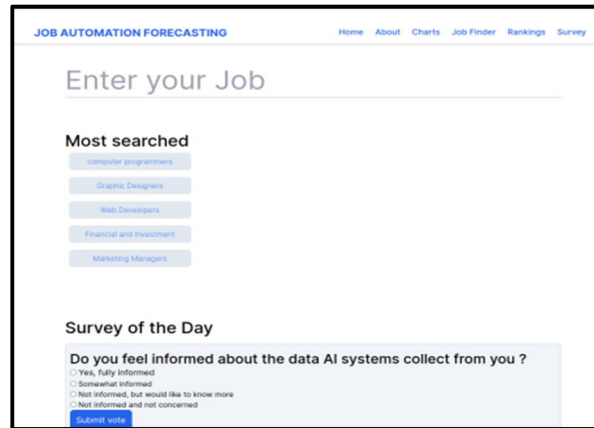 JOB AUTOMATION FORECASTING
Home About Charts Job Finder Rankings Survey
Enter your Job
Most searched
computer programmers
Graphic Designers
Web Developers
Financial and Investment
Marketing Managers
Survey of the Day
Do you feel informed about the data AI systems collect from you ?
Yes, fully informed
Somewhat informed
Not informed, but would like to know more
Not informed and not concerned
Submit vote